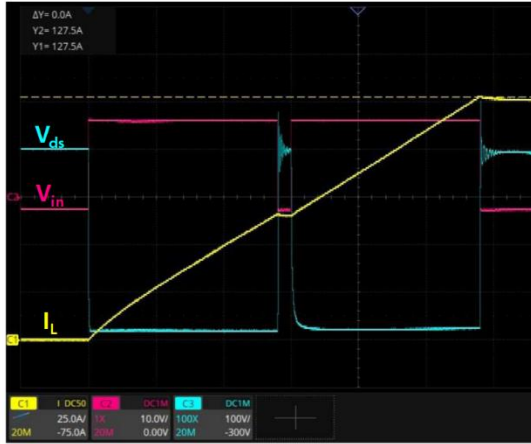 ΔY= 0.0A
Y2= 127.5A
Y1= 127.5A
Vds
C3
Vin
IL
C1
C1 I DC50
25.0A/
20M -75.0A
C2 DC1M
1X 10.0V/
20M 0.00V
C3 DC1M
100X 100V/
20M -300V